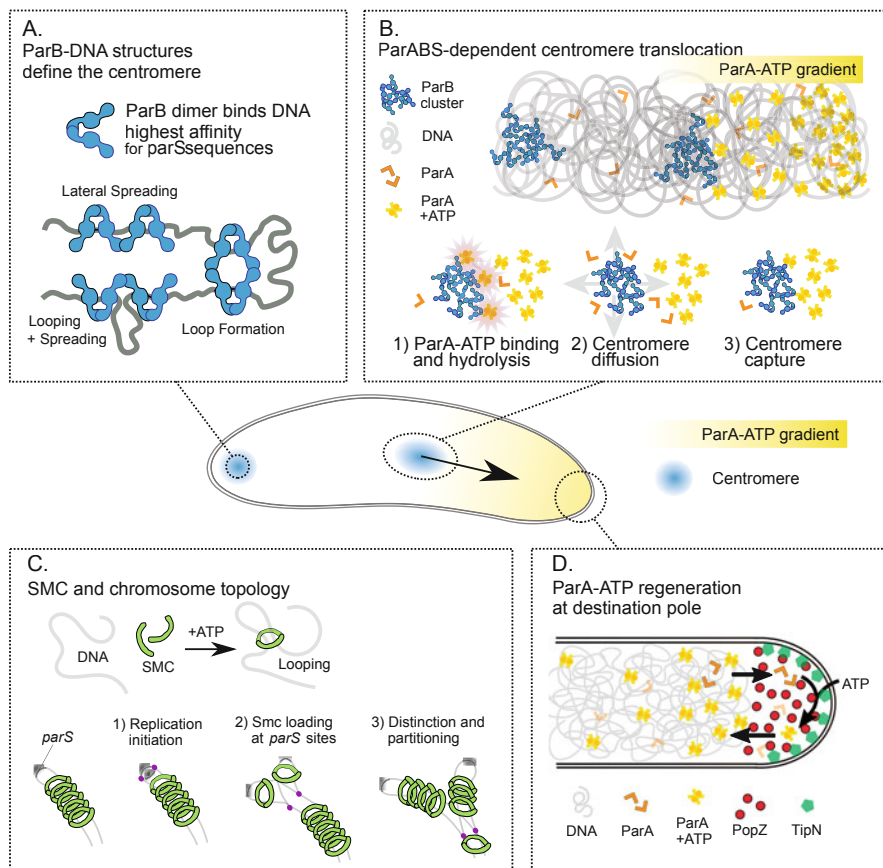 A.
ParB-DNA structures
define the centromere
ParB dimer binds DNA
highest affinity
for parSsequences
Lateral Spreading
Looping
+ Spreading
Loop Formation
B.
ParABS-dependent centromere translocation
ParA-ATP gradient
ParB
cluster
DNA
ParA
ParA
+ATP
1) ParA-ATP binding
and hydrolysis
2) Centromere
diffusion
3) Centromere
capture
ParA-ATP gradient
Centromere
C.
SMC and chromosome topology
DNA
SMC
+ATP
Looping
parS
1) Replication
initiation
2) Smc loading
at parS sites
3) Distinction and
partitioning
D.
ParA-ATP regeneration
at destination pole
ATP
DNA
ParA
ParA
+ATP
PopZ
TipN